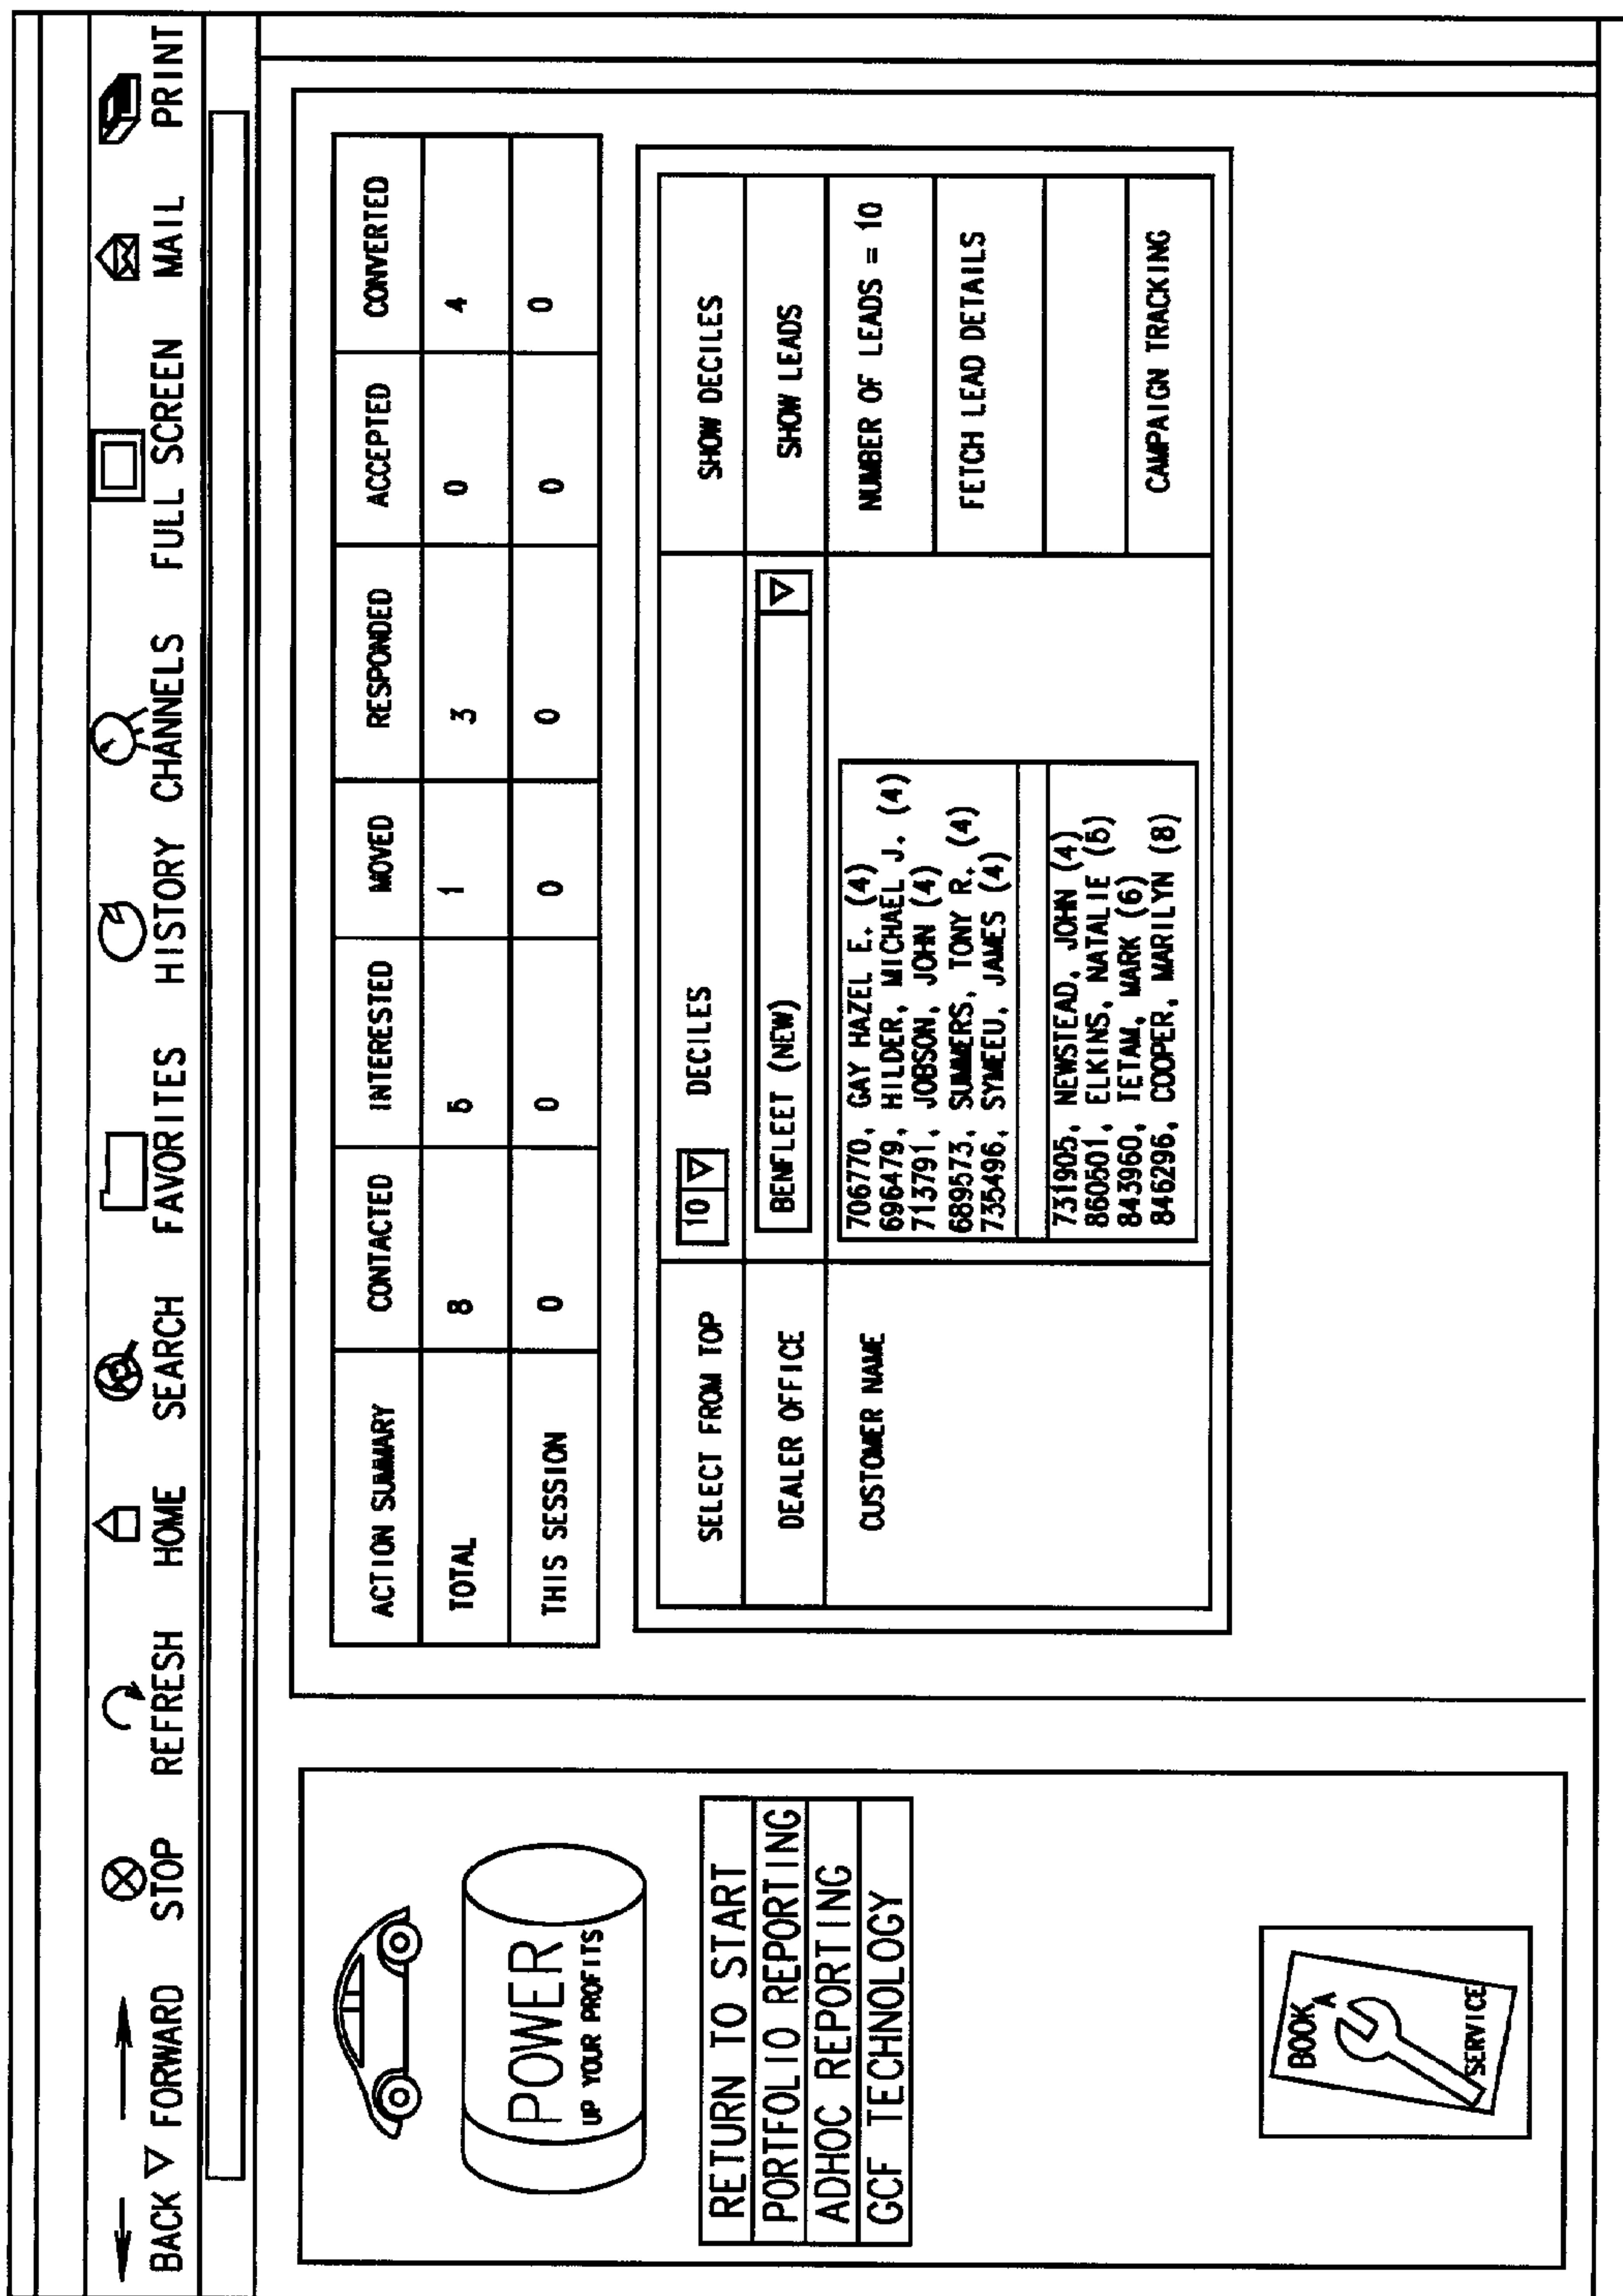 BACK ▽ FORWARD STOP REFRESH HOME SEARCH FAVORITES HISTORY CHANNELS FULL SCREEN MAIL PRINT
POWER
UP YOUR PROFITS
RETURN TO START
PORTFOLIO REPORTING
ADHOC REPORTING
GCF TECHNOLOGY
BOOK
A
SERVICE
ACTION SUMMARY CONTACTED INTERESTED MOVED RESPONDED ACCEPTED CONVERTED
TOTAL 8 5 1 3 0 4
THIS SESSION 0 0 0 0 0 0
SELECT FROM TOP 10 ▽ DECILES SHOW DECILES
DEALER OFFICE BENFLEET (NEW) ▽ SHOW LEADS
CUSTOMER NAME
706770, GAY HAZEL E. (4)
696479, HILDER, MICHAEL J. (4)
713791, JOBSON, JOHN (4)
689573, SUMMERS, TONY R. (4)
735496, SYMEEU, JAMES (4)
731905, NEWSTEAD, JOHN (4)
860501, ELKINS, NATALIE (5)
843960, TETAM, MARK (6)
846296, COOPER, MARILYN (8)
NUMBER OF LEADS = 10
FETCH LEAD DETAILS
CAMPAIGN TRACKING